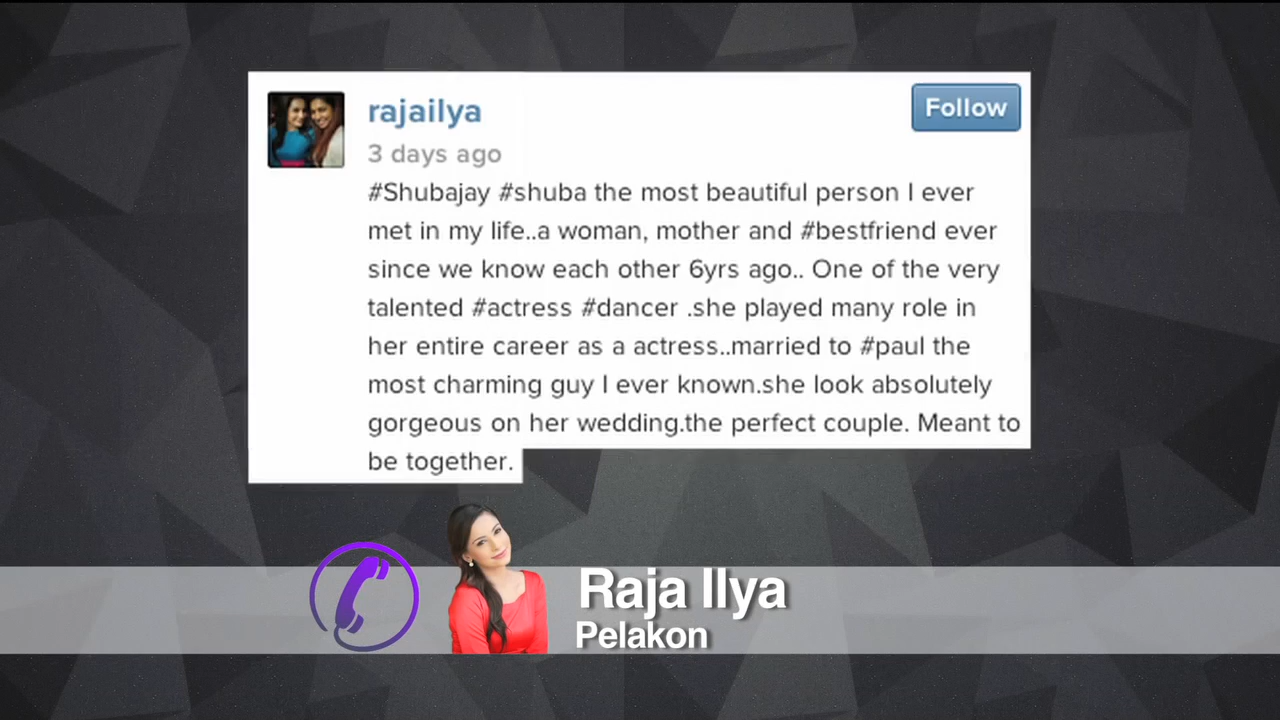 rajailya
Follow
3 days ago
#Shubajay #shuba the most beautiful person I ever
met in my life..a woman, mother and #bestfriend ever
since we know each other 6yrs ago.. One of the very
talented #actress #dancer .she played many role in
her entire career as a actress..married to #paul the
most charming guy I ever known.she look absolutely
gorgeous on her wedding.the perfect couple. Meant to
be together.
Raja Ilya
Pelakon